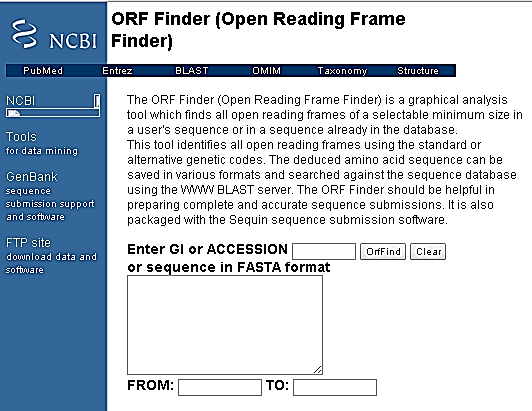 NCBI
ORF Finder (Open Reading Frame
Finder)
PubMed Entrez BLAST OMIM Taxonomy Structure
NCBI
Tools
for data mining
GenBank
sequence
submission support
and software
FTP site
download data and
software
The ORF Finder (Open Reading Frame Finder) is a graphical analysis
tool which finds all open reading frames of a selectable minimum size in
a user's sequence or in a sequence already in the database.
This tool identifies all open reading frames using the standard or
alternative genetic codes. The deduced amino acid sequence can be
saved in various formats and searched against the sequence database
using the WWW BLAST server. The ORF Finder should be helpful in
preparing complete and accurate sequence submissions. It is also
packaged with the Sequin sequence submission software.
Enter GI or ACCESSION OrfFind Clear
or sequence in FASTA format
FROM: TO: